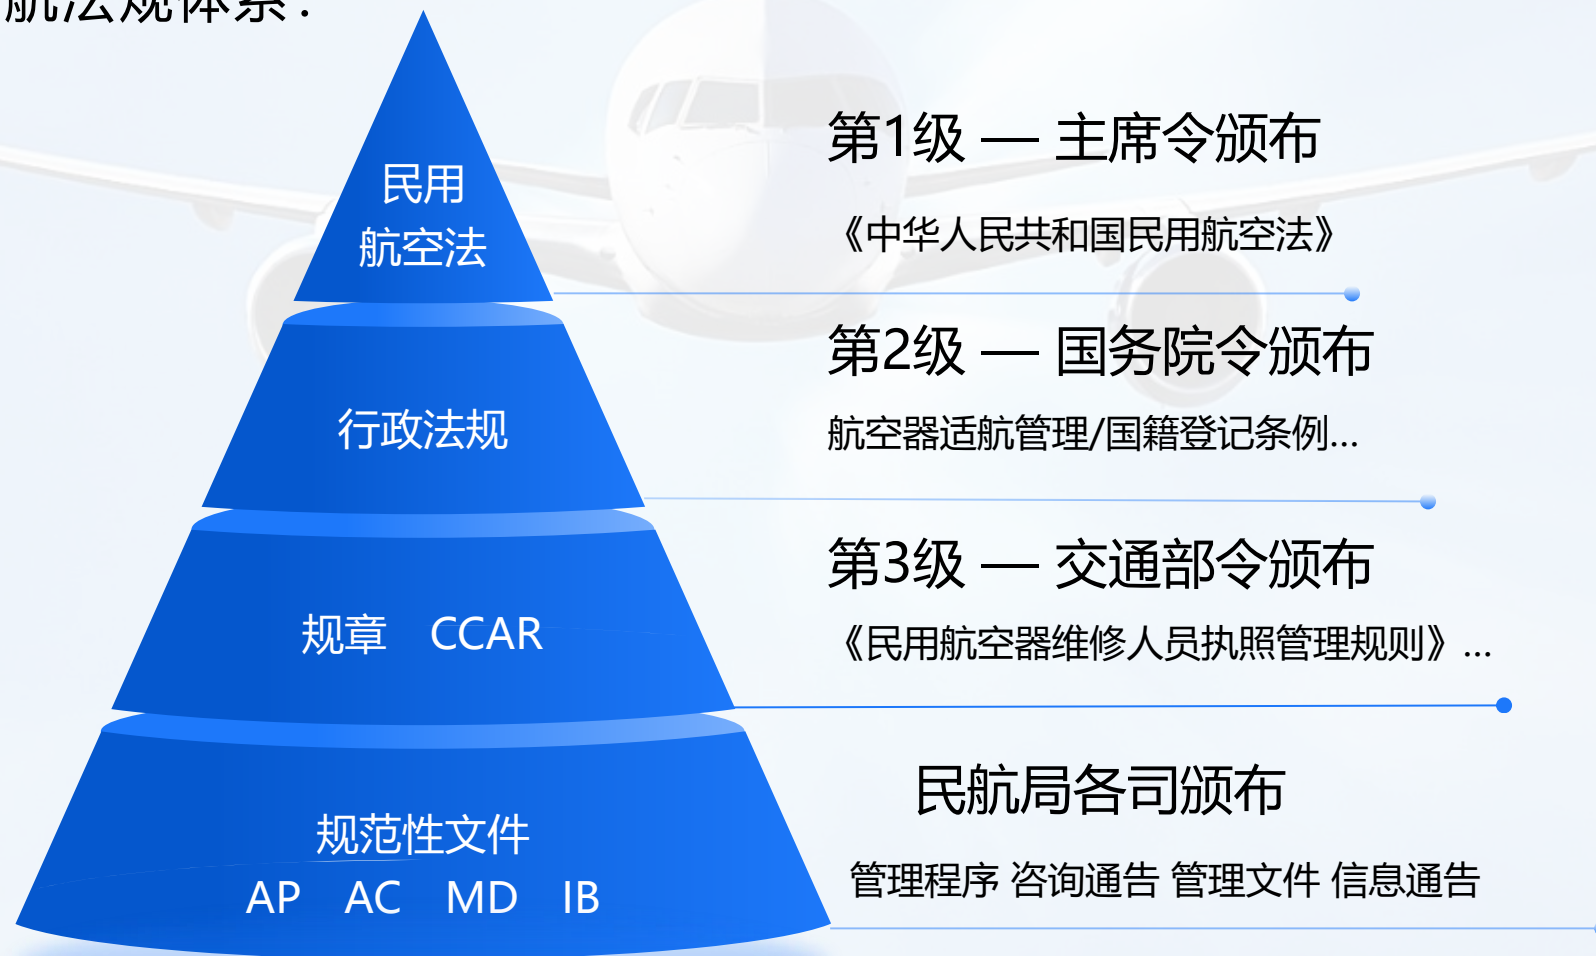 航法规体系：
民用
航空法
第1级 — 主席令颁布
《中华人民共和国民用航空法》
行政法规
第2级 — 国务院令颁布
航空器适航管理/国籍登记条例...
规章 CCAR
第3级 — 交通部令颁布
《民用航空器维修人员执照管理规则》...
规范性文件
AP AC MD IB
民航局各司颁布
管理程序 咨询通告 管理文件 信息通告